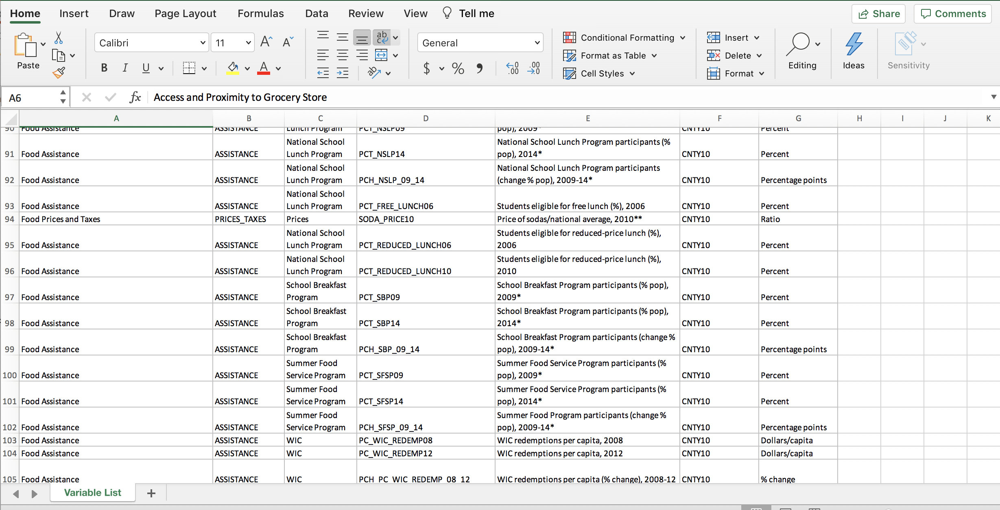 Home Insert Draw Page Layout Formulas Data Review View Tell me Share Comments
Paste Calibri 11 General Conditional Formatting Format as Table Cell Styles Insert Delete Format Editing Ideas Sensitivity
A6 fx Access and Proximity to Grocery Store
A B C D E F G H I J K
90 Food Assistance ASSISTANCE Lunch Program PCT_NSLP09 pop), 2009* CNTY10 Percent
National School National School Lunch Program participants (%
91 Food Assistance ASSISTANCE Lunch Program PCT_NSLP14 pop), 2014* CNTY10 Percent
National School National School Lunch Program participants
92 Food Assistance ASSISTANCE Lunch Program PCH_NSLP_09_14 (change % pop), 2009-14* CNTY10 Percentage points
National School
93 Food Assistance ASSISTANCE Lunch Program PCT_FREE_LUNCH06 Students eligible for free lunch (%), 2006 CNTY10 Percent
94 Food Prices and Taxes PRICES_TAXES Prices SODA_PRICE10 Price of sodas/national average, 2010** CNTY10 Ratio
National School Students eligible for reduced-price lunch (%),
95 Food Assistance ASSISTANCE Lunch Program PCT_REDUCED_LUNCH06 2006 CNTY10 Percent
National School Students eligible for reduced-price lunch (%),
96 Food Assistance ASSISTANCE Lunch Program PCT_REDUCED_LUNCH10 2010 CNTY10 Percent
School Breakfast School Breakfast Program participants (% pop),
97 Food Assistance ASSISTANCE Program PCT_SBP09 2009* CNTY10 Percent
School Breakfast School Breakfast Program participants (% pop),
98 Food Assistance ASSISTANCE Program PCT_SBP14 2014* CNTY10 Percent
School Breakfast School Breakfast Program participants (change %
99 Food Assistance ASSISTANCE Program PCH_SBP_09_14 pop), 2009-14* CNTY10 Percentage points
Summer Food Summer Food Service Program participants (%
100 Food Assistance ASSISTANCE Service Program PCT_SFSP09 pop), 2009* CNTY10 Percent
Summer Food Summer Food Service Program participants (%
101 Food Assistance ASSISTANCE Service Program PCT_SFSP14 pop), 2014* CNTY10 Percent
Summer Food Summer Food Program participants (change %
102 Food Assistance ASSISTANCE Service Program PCH_SFSP_09_14 pop), 2009-14* CNTY10 Percentage points
103 Food Assistance ASSISTANCE WIC PC_WIC_REDEMP08 WIC redemptions per capita, 2008 CNTY10 Dollars/capita
104 Food Assistance ASSISTANCE WIC PC_WIC_REDEMP12 WIC redemptions per capita, 2012 CNTY10 Dollars/capita
105 Food Assistance ASSISTANCE WIC PCH_PC_WIC_REDEMP_08_12 WIC redemptions per capita (% change), 2008-12 CNTY10 % change
Variable List +